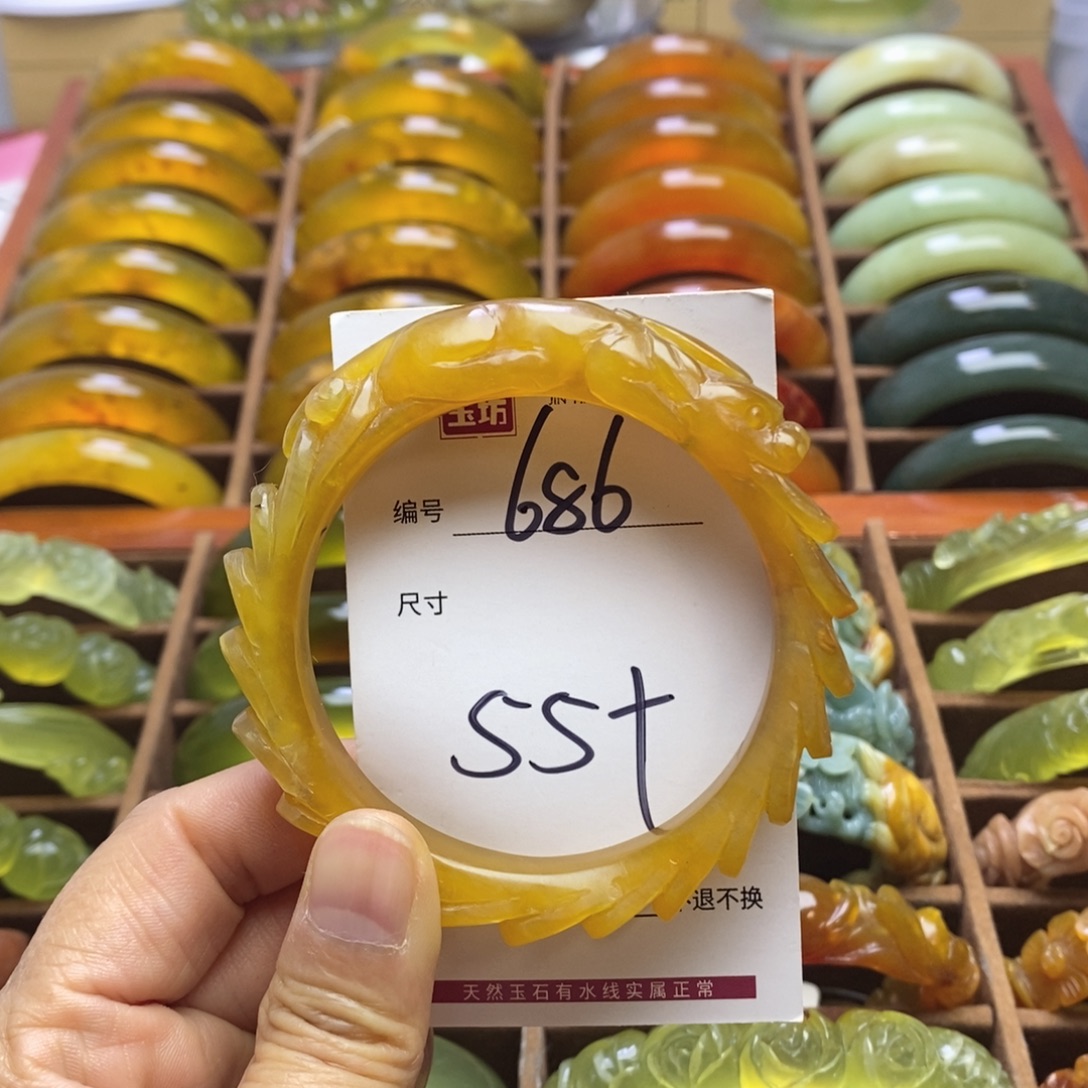 玉坊
编号 686
尺寸
55t
退不换
天然玉石有水线实属正常